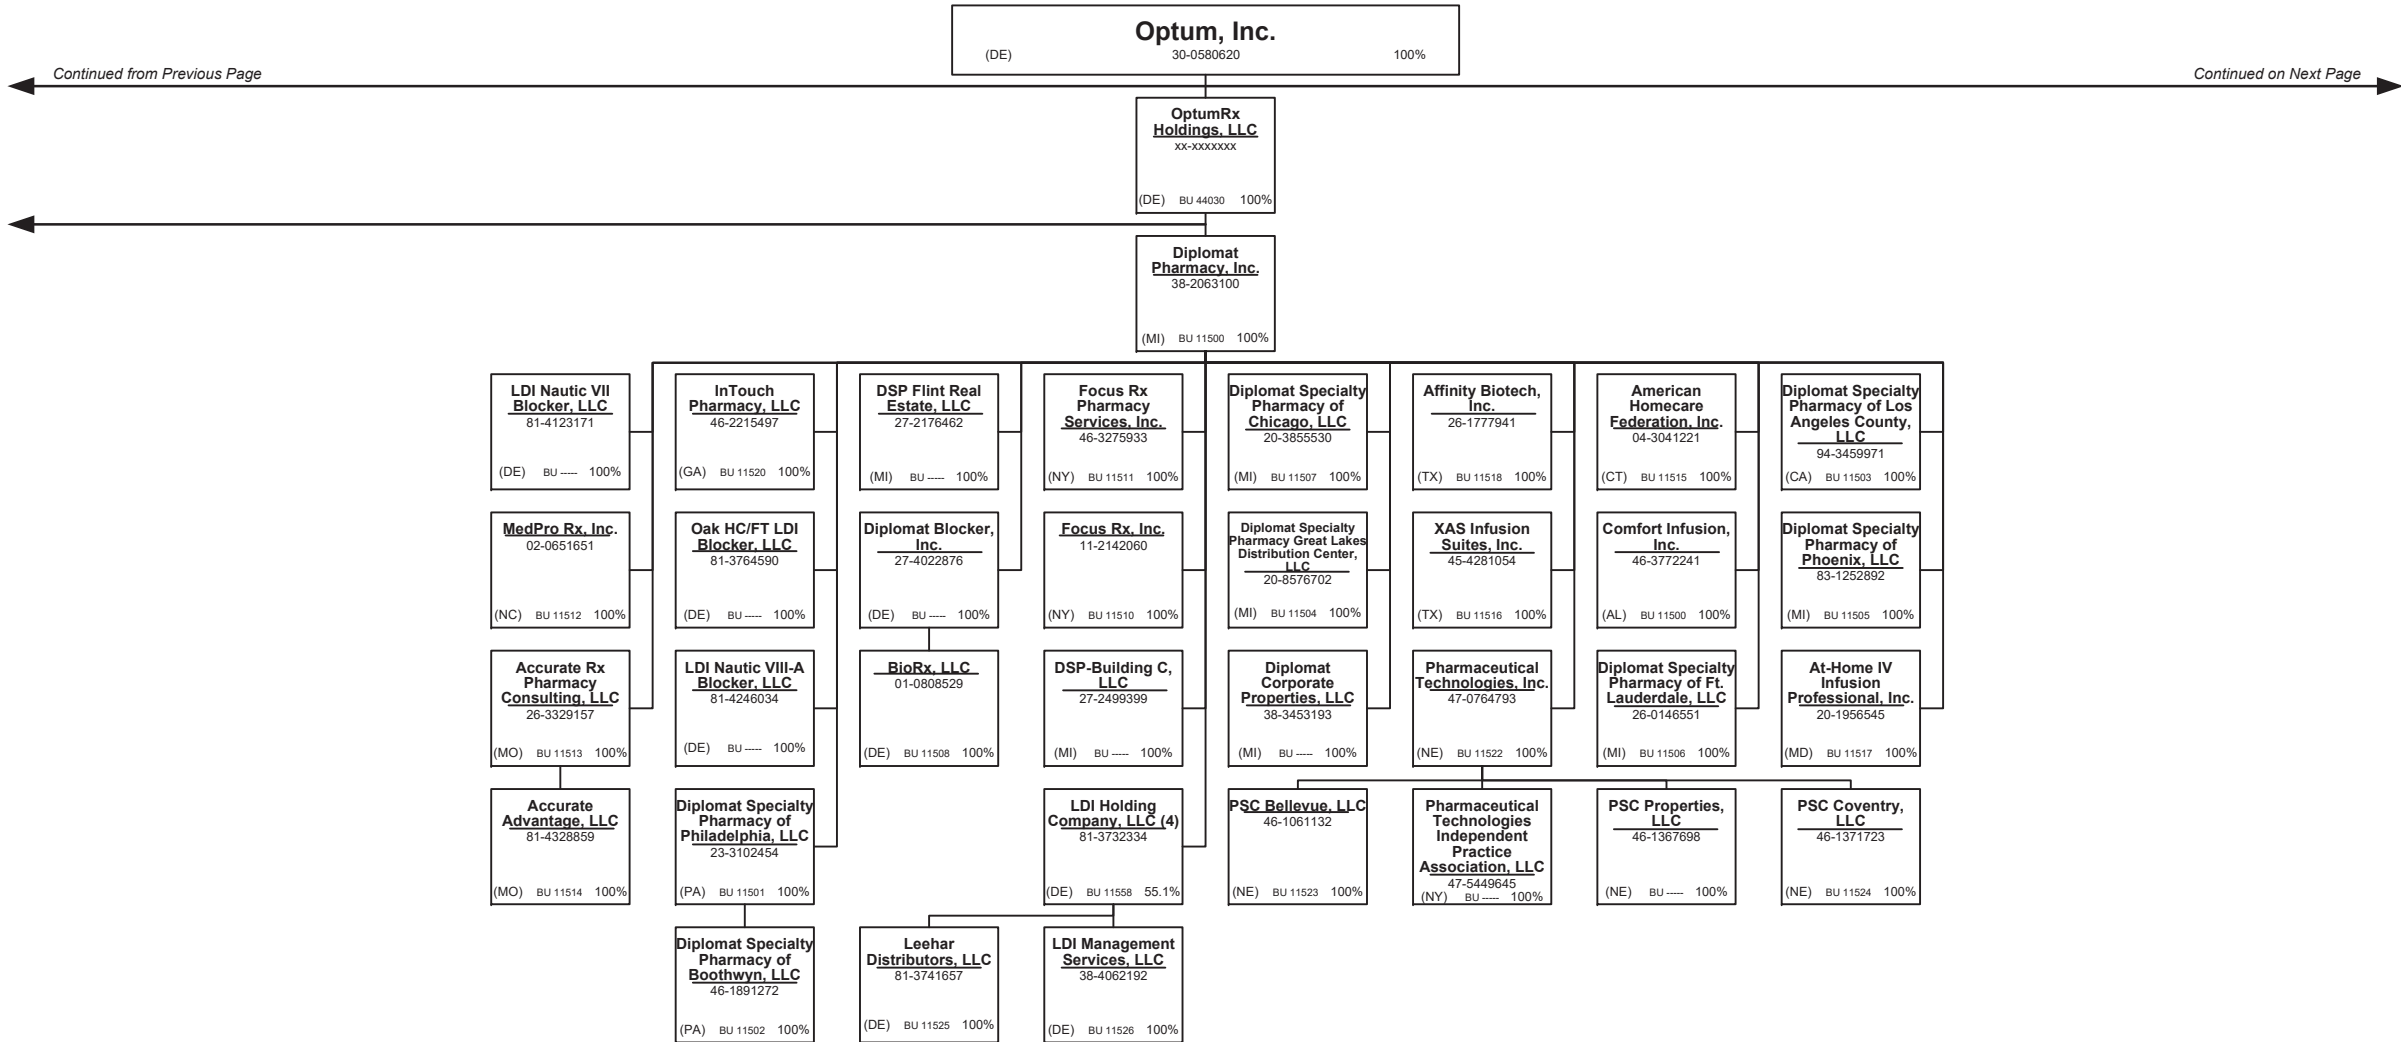 Optum, Inc.
(DE) 30-0580620 100%
Continued from Previous Page
Continued on Next Page
OptumRx
Holdings, LLC
xx-xxxxxxx
(DE) BU 44030 100%
Diplomat
Pharmacy, Inc.
38-2063100
(MI) BU 11500 100%
LDI Nautic VII
Blocker, LLC
81-4123171
(DE) BU ----- 100%
InTouch
Pharmacy, LLC
46-2215497
(GA) BU 11520 100%
DSP Flint Real
Estate, LLC
27-2176462
(MI) BU ----- 100%
Focus Rx
Pharmacy
Services, Inc.
46-3275933
(NY) BU 11511 100%
Diplomat Specialty
Pharmacy of
Chicago, LLC
20-3855530
(MI) BU 11507 100%
Affinity Biotech,
Inc.
26-1777941
(TX) BU 11518 100%
American
Homecare
Federation, Inc.
04-3041221
(CT) BU 11515 100%
Diplomat Specialty
Pharmacy of Los
Angeles County,
LLC
94-3459971
(CA) BU 11503 100%
MedPro Rx, Inc.
02-0651651
(NC) BU 11512 100%
Oak HC/FT LDI
Blocker, LLC
81-3764590
(DE) BU ----- 100%
Diplomat Blocker,
Inc.
27-4022876
(DE) BU ----- 100%
Focus Rx, Inc.
11-2142060
(NY) BU 11510 100%
Diplomat Specialty
Pharmacy Great Lakes
Distribution Center,
LLC
20-8576702
(MI) BU 11504 100%
XAS Infusion
Suites, Inc.
45-4281054
(TX) BU 11516 100%
Comfort Infusion,
Inc.
46-3772241
(AL) BU 11500 100%
Diplomat Specialty
Pharmacy of
Phoenix, LLC
83-1252892
(MI) BU 11505 100%
Accurate Rx
Pharmacy
Consulting, LLC
26-3329157
(MO) BU 11513 100%
LDI Nautic VIII-A
Blocker, LLC
81-4246034
(DE) BU ----- 100%
BioRx, LLC
01-0808529
(DE) BU 11508 100%
DSP-Building C,
LLC
27-2499399
(MI) BU ----- 100%
Diplomat
Corporate
Properties, LLC
38-3453193
(MI) BU ----- 100%
Pharmaceutical
Technologies, Inc.
47-0764793
(NE) BU 11522 100%
Diplomat Specialty
Pharmacy of Ft.
Lauderdale, LLC
26-0146551
(MI) BU 11506 100%
At-Home IV
Infusion
Professional, Inc.
20-1956545
(MD) BU 11517 100%
Accurate
Advantage, LLC
81-4328859
(MO) BU 11514 100%
Diplomat Specialty
Pharmacy of
Philadelphia, LLC
23-3102454
(PA) BU 11501 100%
LDI Holding
Company, LLC (4)
81-3732334
(DE) BU 11558 55.1%
PSC Bellevue, LLC
46-1061132
(NE) BU 11523 100%
Pharmaceutical
Technologies
Independent
Practice
Association, LLC
47-5449645
(NY) BU ----- 100%
PSC Properties,
LLC
46-1367698
(NE) BU ----- 100%
PSC Coventry,
LLC
46-1371723
(NE) BU 11524 100%
Diplomat Specialty
Pharmacy of
Boothwyn, LLC
46-1891272
(PA) BU 11502 100%
Leehar
Distributors, LLC
81-3741657
(DE) BU 11525 100%
LDI Management
Services, LLC
38-4062192
(DE) BU 11526 100%